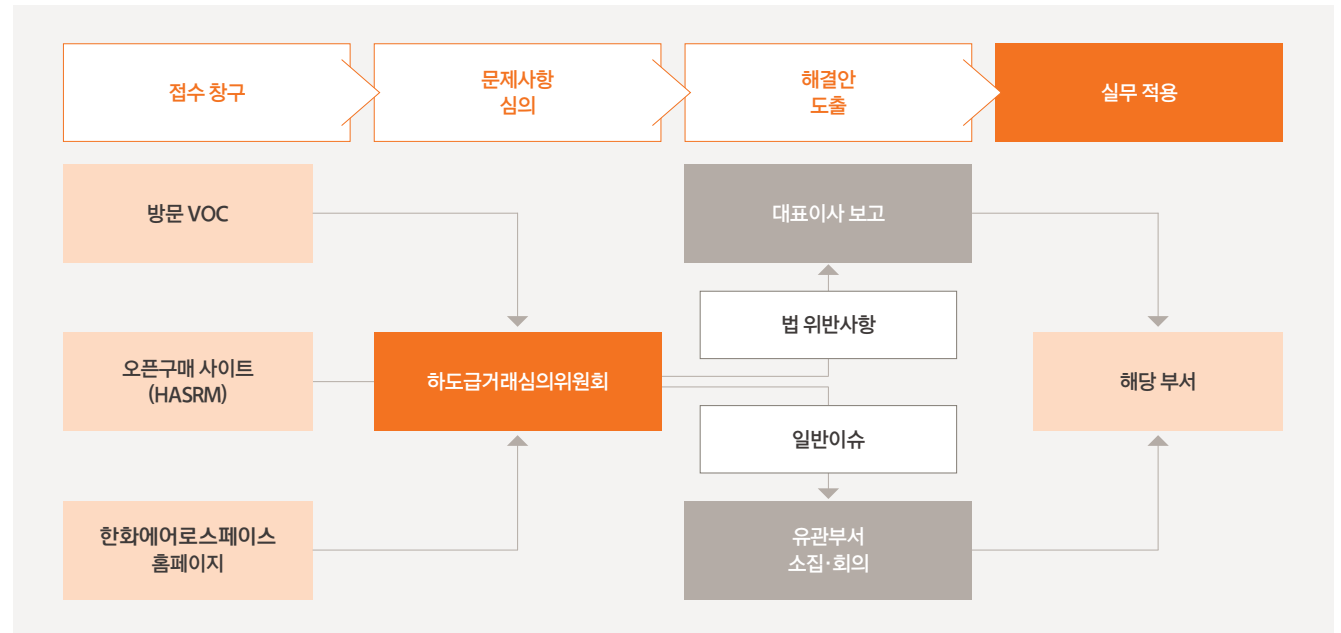 접수 창구
문제사항
심의
해결안
도출
실무 적용
방문 VOC
대표이사 보고
법 위반사항
오픈구매 사이트
(HASRM)
하도급거래심의위원회
해당 부서
일반이슈
한화에어로스페이스
홈페이지
유관부서
소집·회의